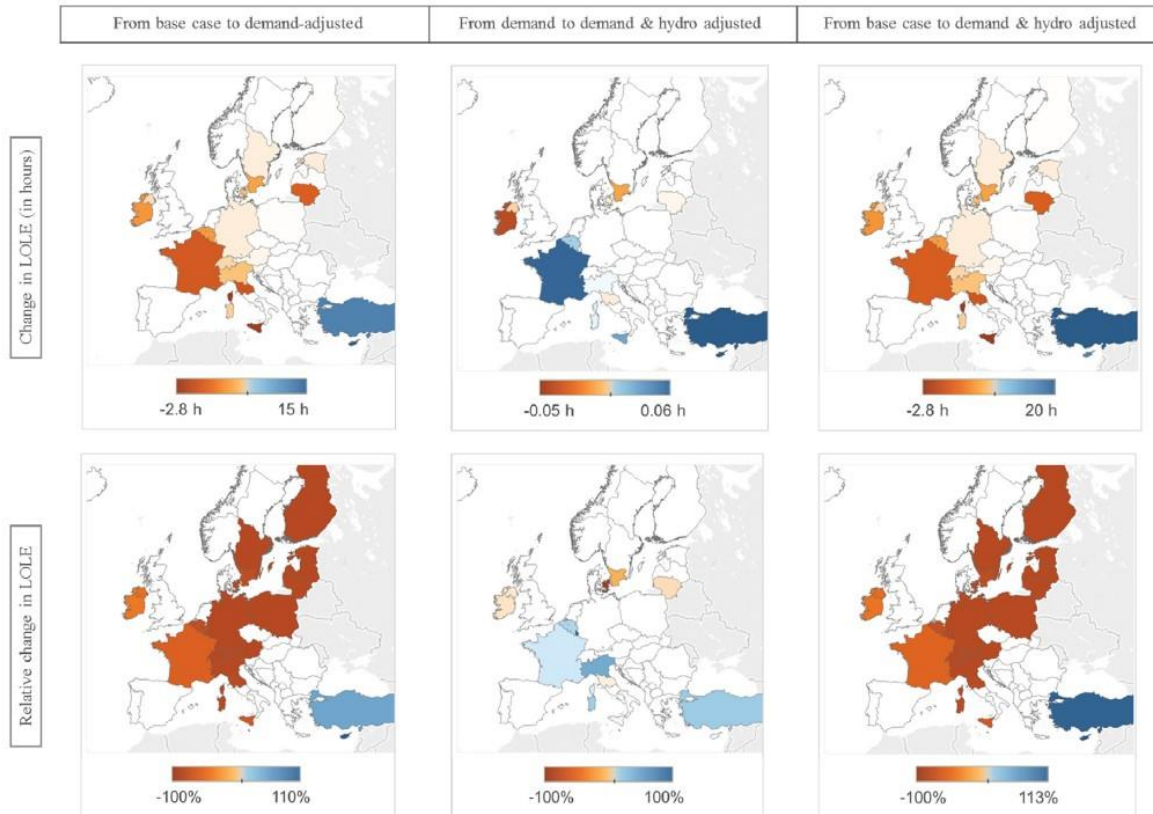 From base case to demand-adjusted
From demand to demand & hydro adjusted
From base case to demand & hydro adjusted
Change in LOLE (in hours)
-2.8 h
15 h
-0.05 h
0.06 h
-2.8 h
20 h
Relative change in LOLE
-100%
110%
-100%
100%
-100%
113%